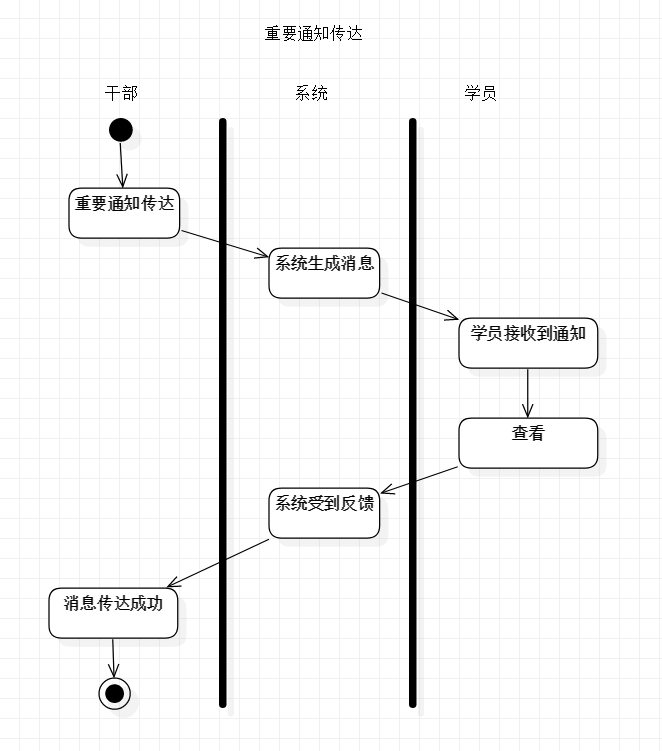 重要通知传达
干部
系统
学员
重要通知传达
系统生成消息
学员接收到通知
查看
系统受到反馈
消息传达成功